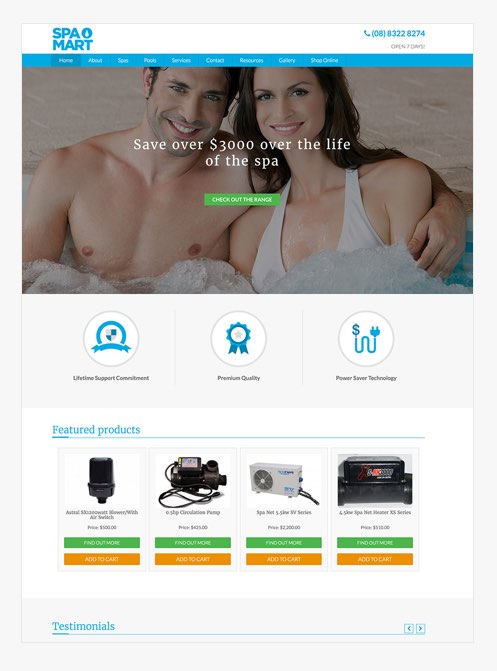 SPA
MART
(08) 8322 8274
OPEN 7 DAYS!
Home About Spas Pools Services Contact Resources Gallery Shop Online
Save over $3000 over the life
of the spa
CHECK OUT THE RANGE
$
Lifetime Support Commitment Premium Quality Power Saver Technology
Featured products
Astral SX1200watt Blower/With
Air Switch
Price: $500.00
FIND OUT MORE
ADD TO CART
0.5hp Circulation Pump
Price: $425.00
FIND OUT MORE
ADD TO CART
Spa Net 5.5kw SV Series
Price: $2,200.00
FIND OUT MORE
ADD TO CART
4.5kw Spa Net Heater XS Series
Price: $510.00
FIND OUT MORE
ADD TO CART
Testimonials